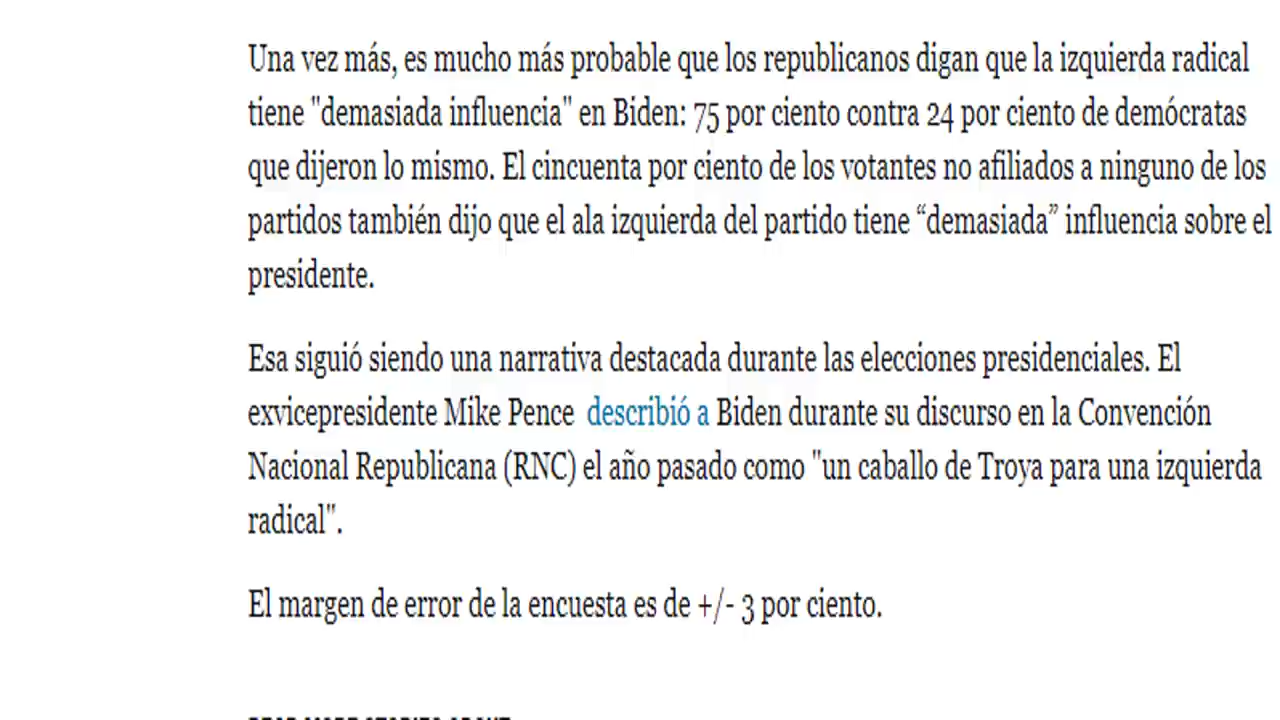 Una vez más, es mucho más probable que los republicanos digan que la izquierda radical
tiene "demasiada influencia" en Biden: 75 por ciento contra 24 por ciento de demócratas
que dijeron lo mismo. El cincuenta por ciento de los votantes no afiliados a ninguno de los
partidos también dijo que el ala izquierda del partido tiene “demasiada” influencia sobre el
presidente.
Esa siguió siendo una narrativa destacada durante las elecciones presidenciales. El
exvicepresidente Mike Pence describió a Biden durante su discurso en la Convención
Nacional Republicana (RNC) el año pasado como "un caballo de Troya para una izquierda
radical".
El margen de error de la encuesta es de +/- 3 por ciento.